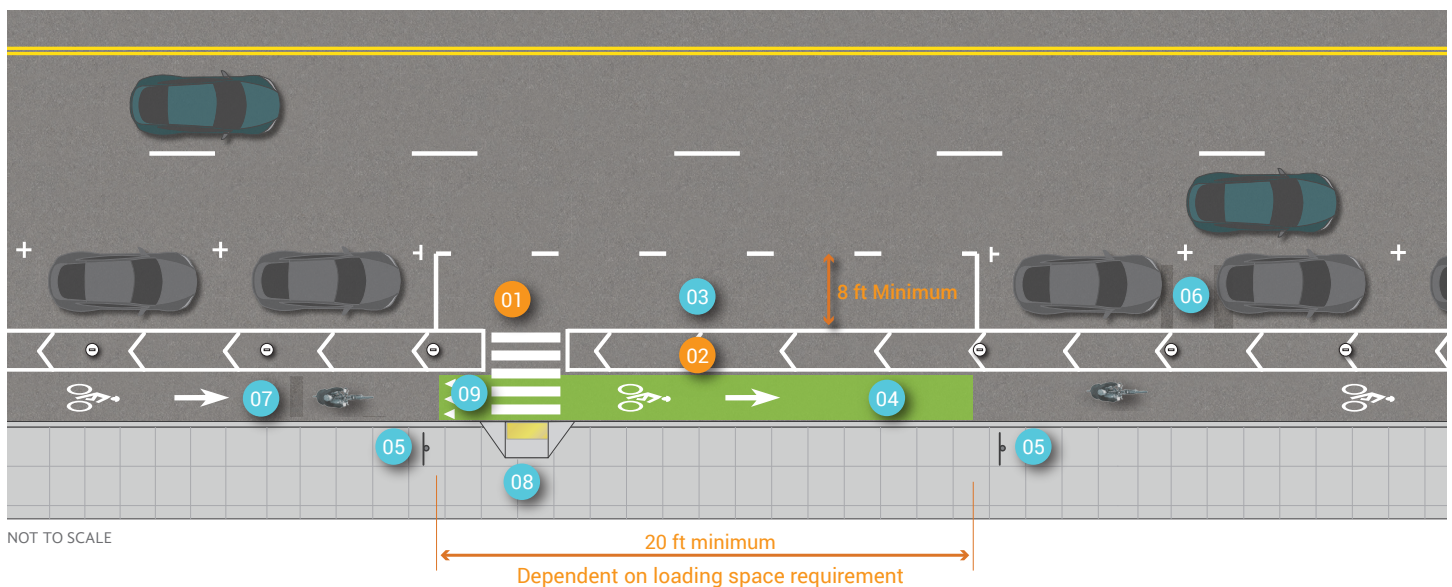 01
03
8 ft Minimum
06
02
07
09
04
05
05
08
NOT TO SCALE
20 ft minimum
Dependent on loading space requirement